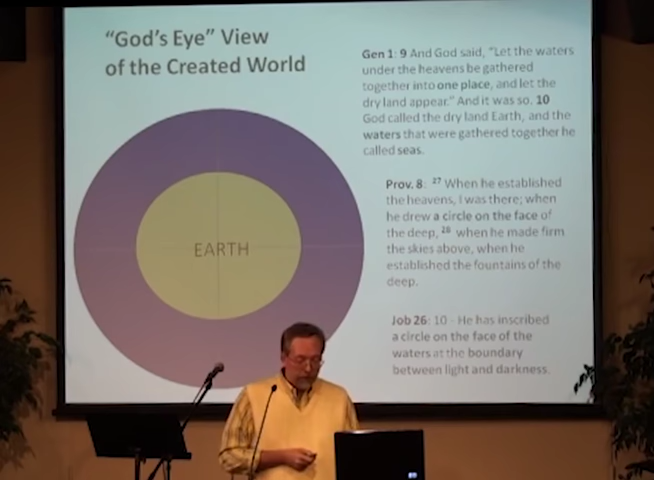 “God’s Eye” View
of the Created World
EARTH
Gen 1: 9 And God said, “Let the waters
under the heavens be gathered
together into one place, and let the
dry land appear.” And it was so. 10
God called the dry land Earth, and the
waters that were gathered together he
called seas.
Prov. 8: 27 When he established
the heavens, I was there; when
he drew a circle on the face of
the deep, 28 when he made firm
the skies above, when he
established the fountains of the
deep.
Job 26: 10 - He has inscribed
a circle on the face of the
waters at the boundary
between light and darkness.